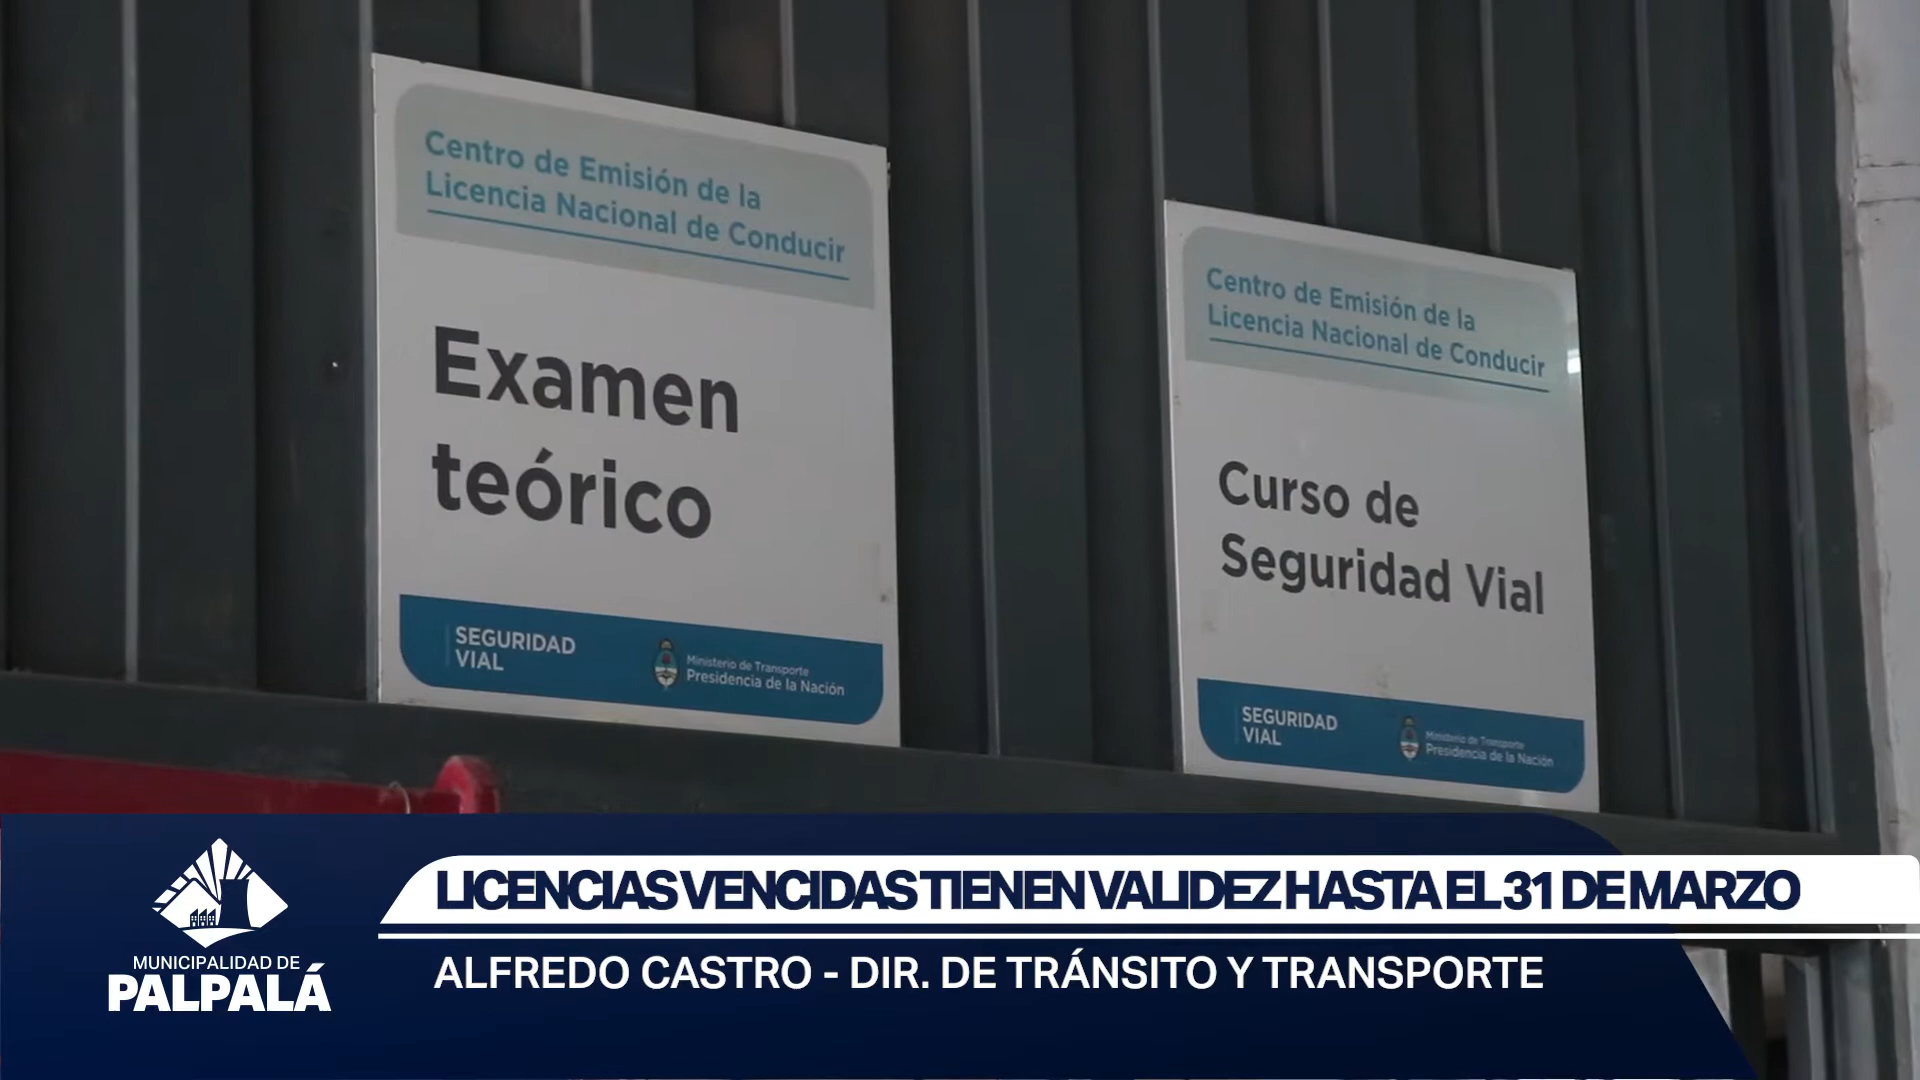 Centro de Emisión de la
Licencia Nacional de Conducir
Examen
teórico
SEGURIDAD
VIAL
Ministerio de Transporte
Presidencia de la Nación
Centro de Emisión de la
Licencia Nacional de Conducir
Curso de
Seguridad Vial
SEGURIDAD
VIAL
Ministerio de Transporte
Presidencia de la Nación
LICENCIAS VENCIDAS TIENEN VALIDEZ HASTA EL 31 DE MARZO
ALFREDO CASTRO - DIR. DE TRÁNSITO Y TRANSPORTE
MUNICIPALIDAD DE
PALPALÁ